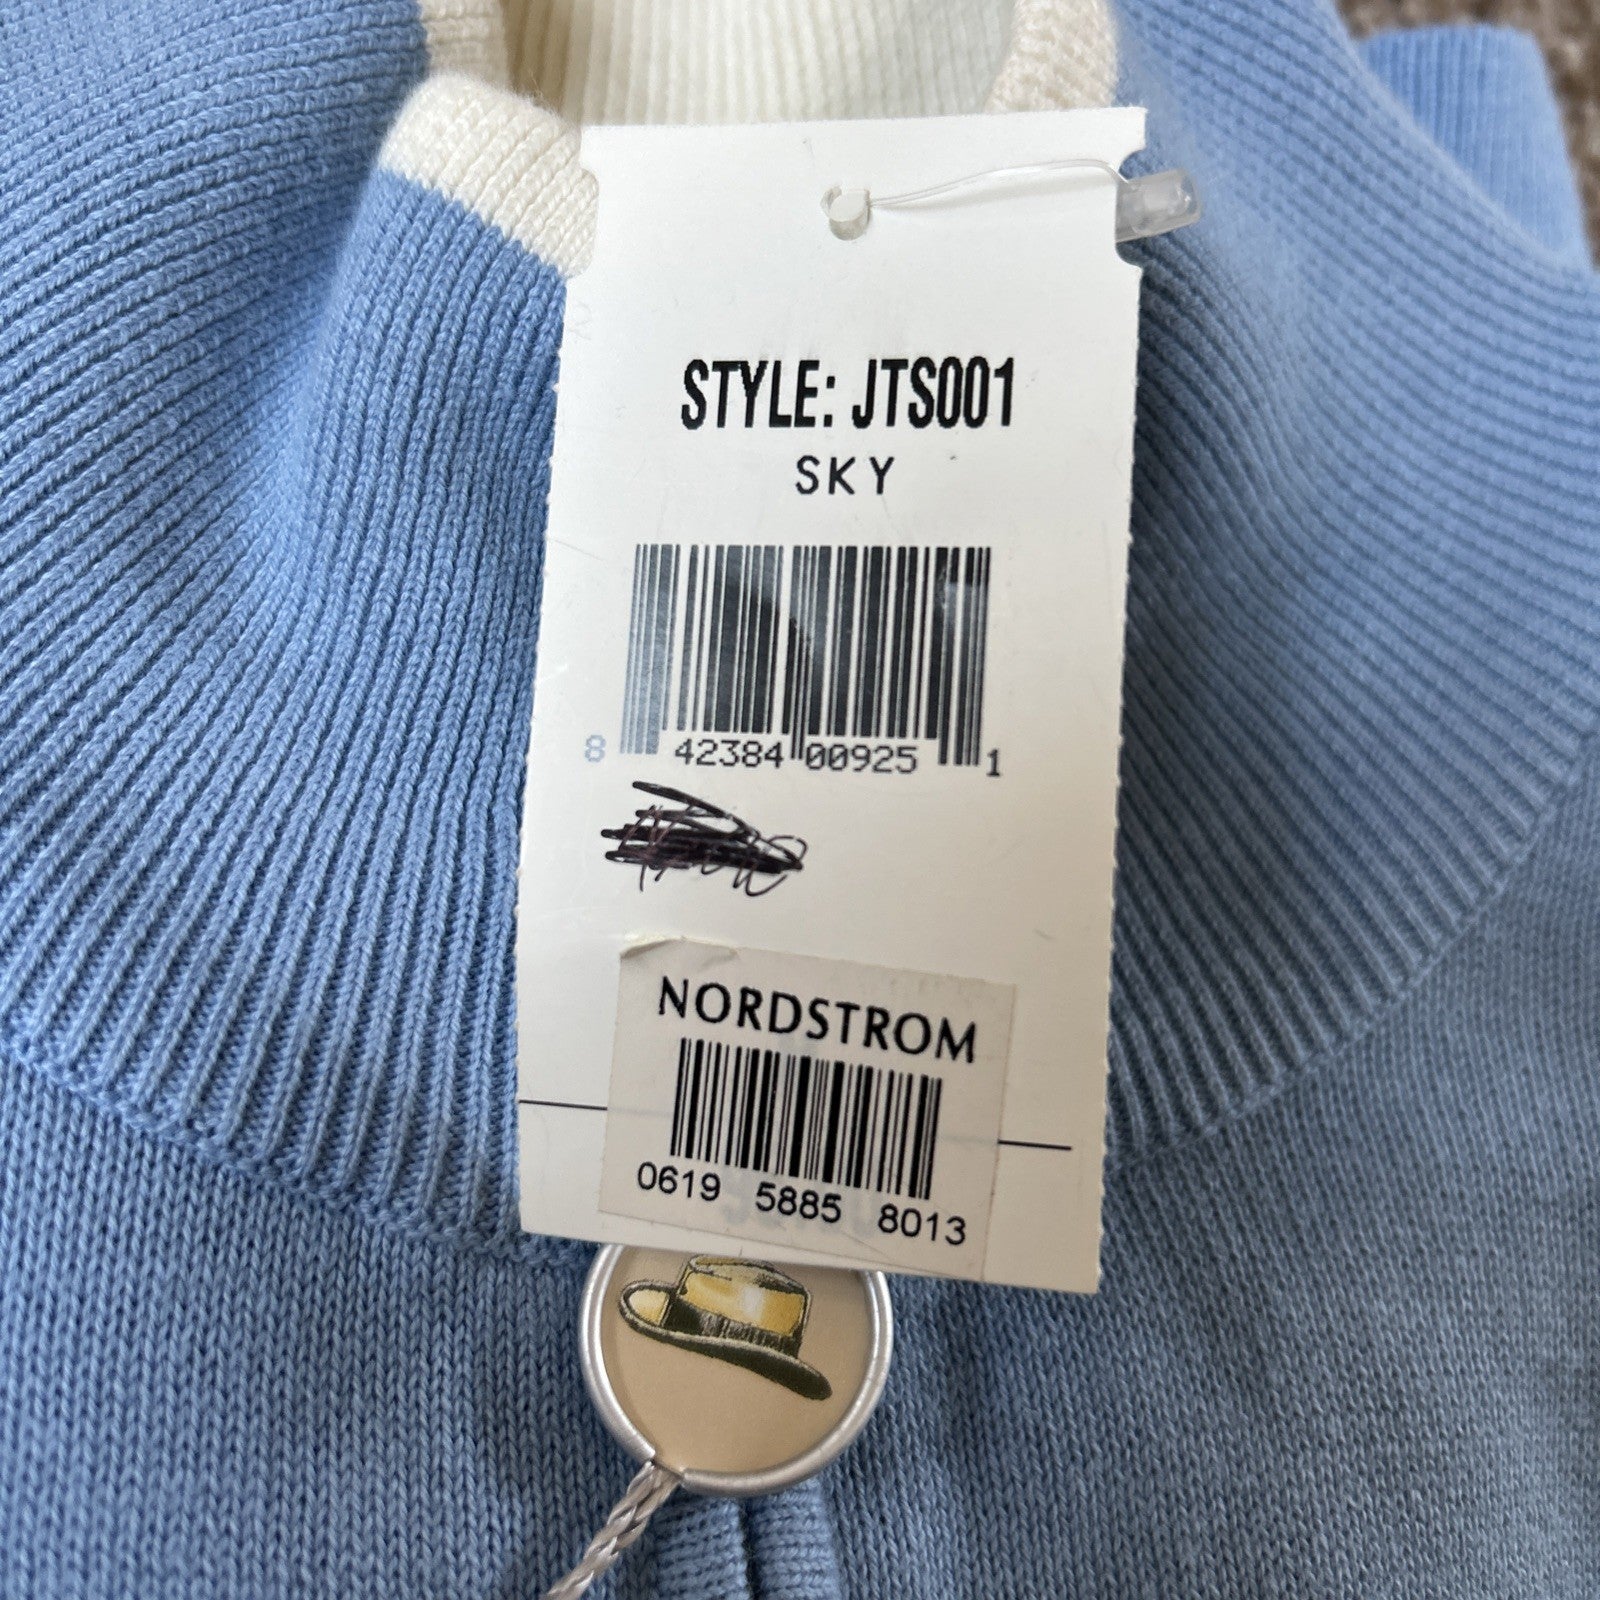 STYLE: JTS001
SKY
8 42384 00925 1
NORDSTROM
0619 5885 8013